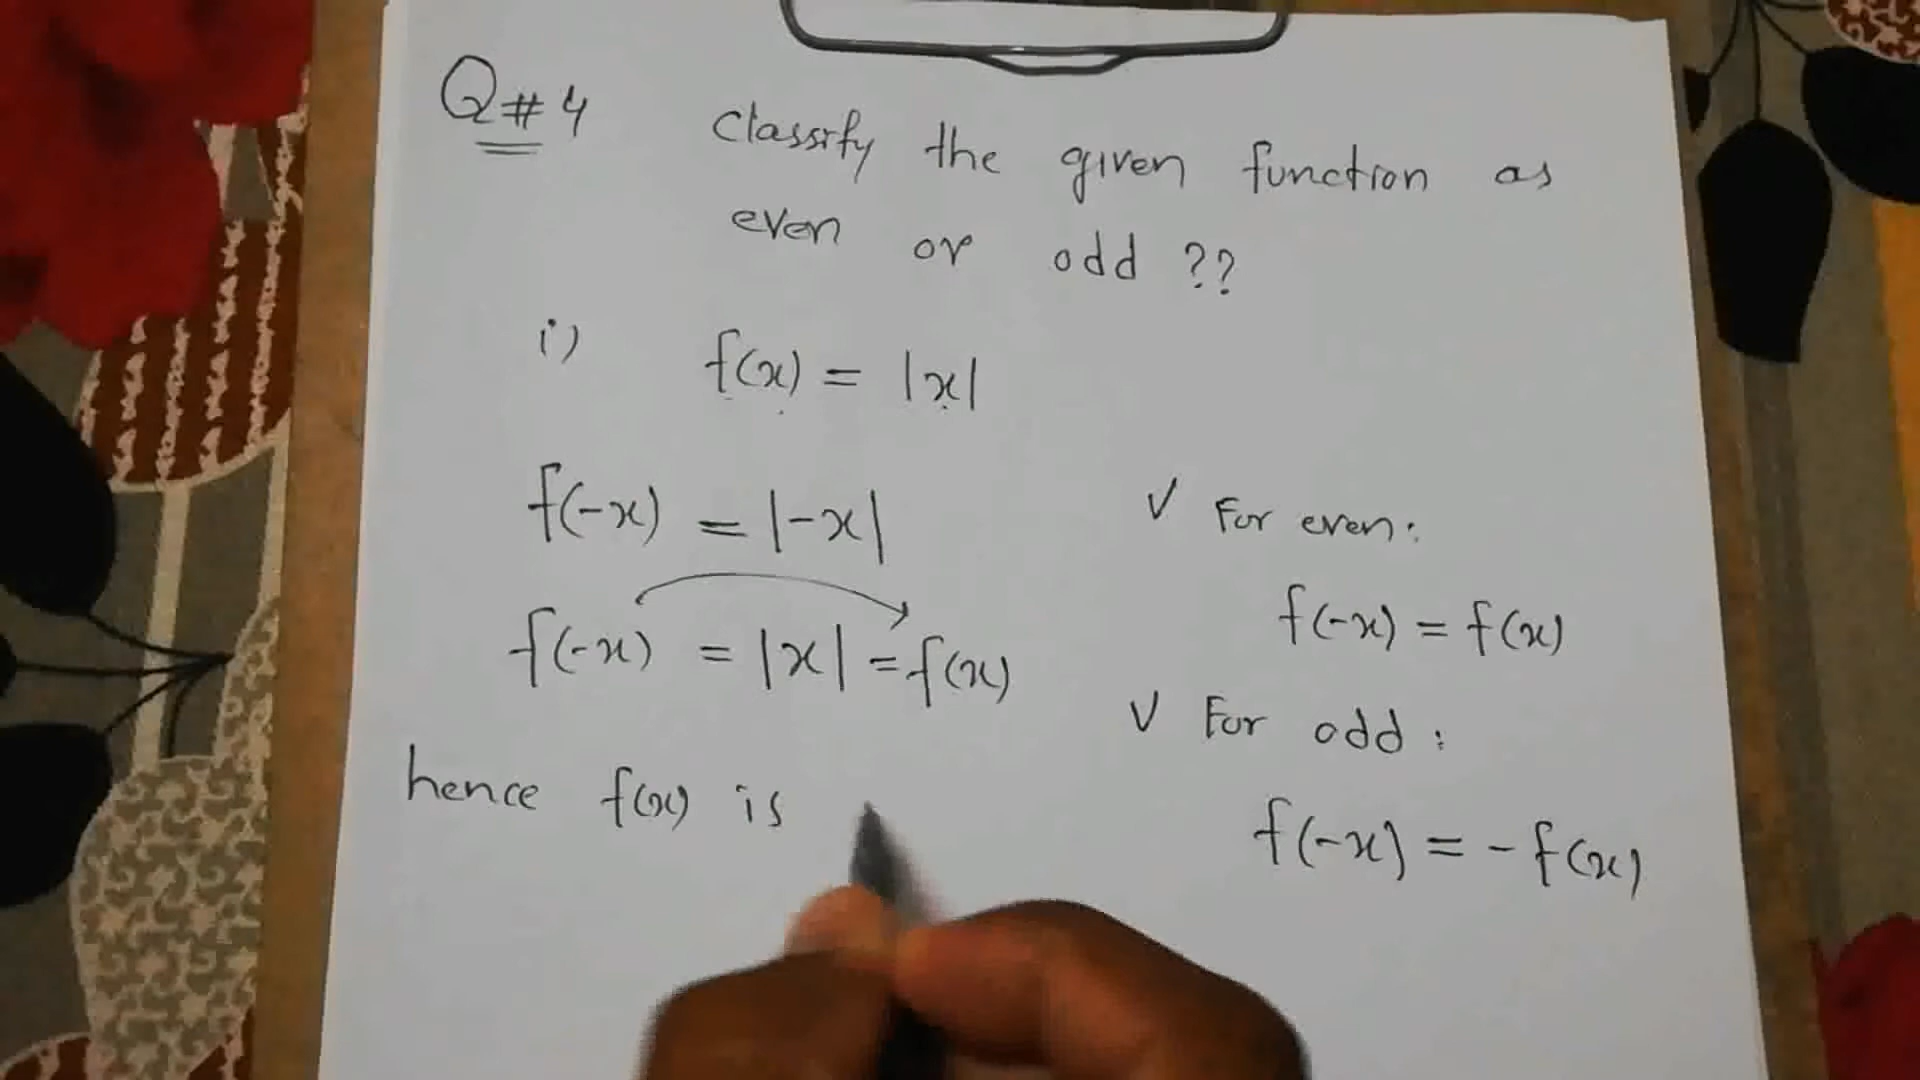 Q#4 Classify the given function as
even or odd ??
i) f(x) = |x|
f(-x) = |-x|
f(-x) = |x| = f(x)
hence f(x) is
✓ For even:
f(-x) = f(x)
✓ For odd:
f(-x) = -f(x)